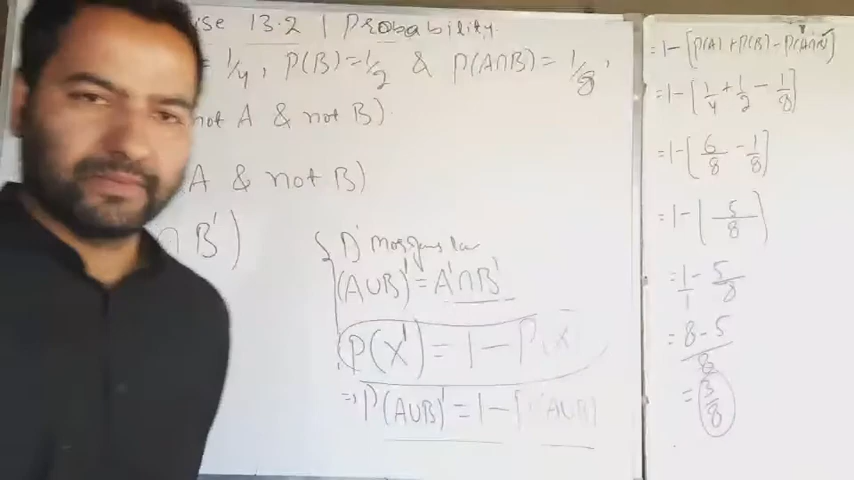 ise 13.2 | Probability.
= 1/4, P(B)=1/2 & P(A∩B) = 1/8,
not A & not B).
A & not B)
∩ B')
D'morgans law
(A∪B)' = A'∩B'
P(X') = 1 - P(X
⇒ P(A∪B)' = 1 - P(A∪B)
= 1 - [P(A) + P(B) - P(A∩B)]
= 1 - [1/4 + 1/2 - 1/8]
= 1 - [6/8 - 1/8]
= 1 - (5/8)
= 1/1 - 5/8
= 8-5/8
= 3/8